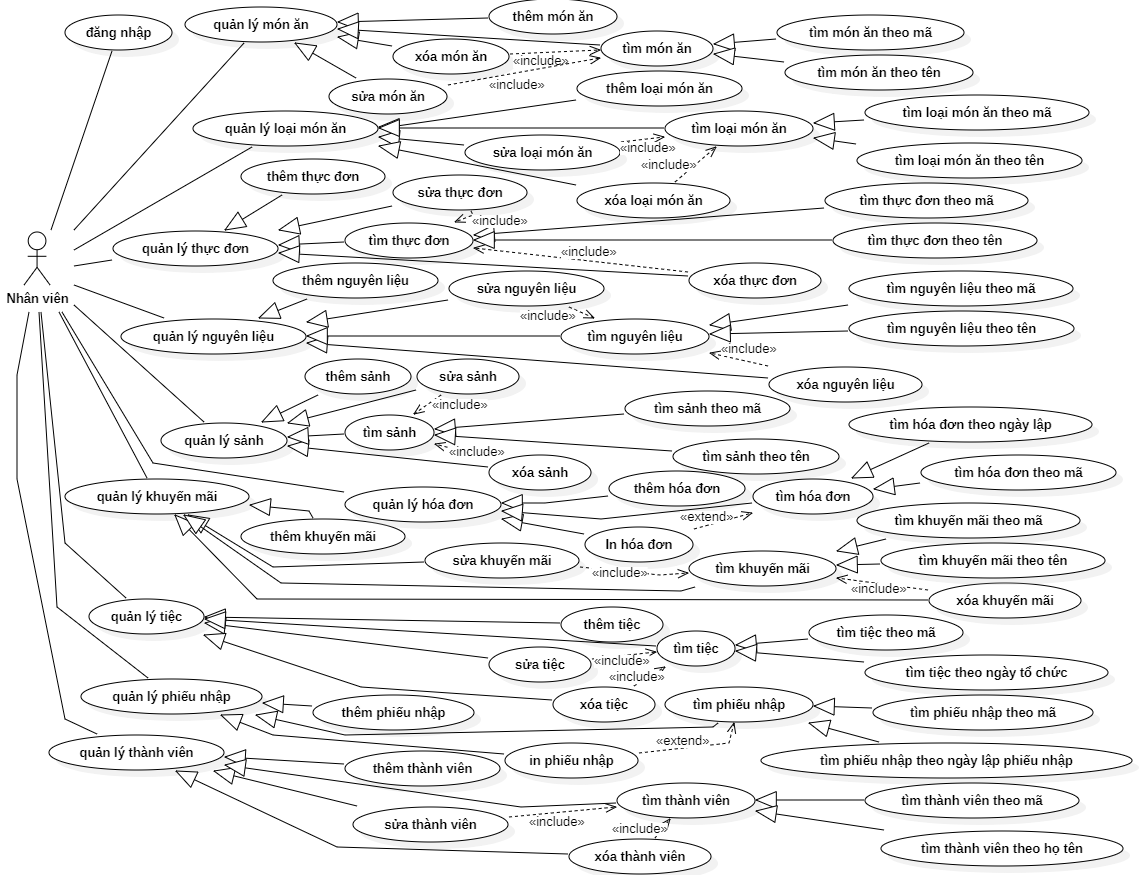 đăng nhập
quản lý món ăn
thêm món ăn
xóa món ăn
«include»
tìm món ăn
tìm món ăn theo mã
tìm món ăn theo tên
sửa món ăn
«include»
thêm loại món ăn
quản lý loại món ăn
tìm loại món ăn
tìm loại món ăn theo mã
sửa loại món ăn
«include»
«include»
tìm loại món ăn theo tên
xóa loại món ăn
thêm thực đơn
sửa thực đơn
«include»
tìm thực đơn theo mã
quản lý thực đơn
tìm thực đơn
tìm thực đơn theo tên
«include»
xóa thực đơn
Nhân viên
thêm nguyên liệu
sửa nguyên liệu
«include»
tìm nguyên liệu theo mã
quản lý nguyên liệu
tìm nguyên liệu
tìm nguyên liệu theo tên
«include»
xóa nguyên liệu
thêm sảnh
sửa sảnh
«include»
tìm sảnh theo mã
quản lý sảnh
tìm sảnh
«include»
tìm sảnh theo tên
xóa sảnh
tìm hóa đơn theo ngày lập
tìm hóa đơn theo mã
quản lý khuyến mãi
quản lý hóa đơn
thêm hóa đơn
tìm hóa đơn
«extend»
In hóa đơn
thêm khuyến mãi
tìm khuyến mãi theo mã
sửa khuyến mãi
«include»
tìm khuyến mãi
tìm khuyến mãi theo tên
«include»
xóa khuyến mãi
quản lý tiệc
thêm tiệc
tìm tiệc theo mã
sửa tiệc
«include»
tìm tiệc
«include»
tìm tiệc theo ngày tổ chức
xóa tiệc
quản lý phiếu nhập
thêm phiếu nhập
tìm phiếu nhập
tìm phiếu nhập theo mã
«extend»
in phiếu nhập
tìm phiếu nhập theo ngày lập phiếu nhập
quản lý thành viên
thêm thành viên
tìm thành viên
tìm thành viên theo mã
sửa thành viên
«include»
«include»
xóa thành viên
tìm thành viên theo họ tên